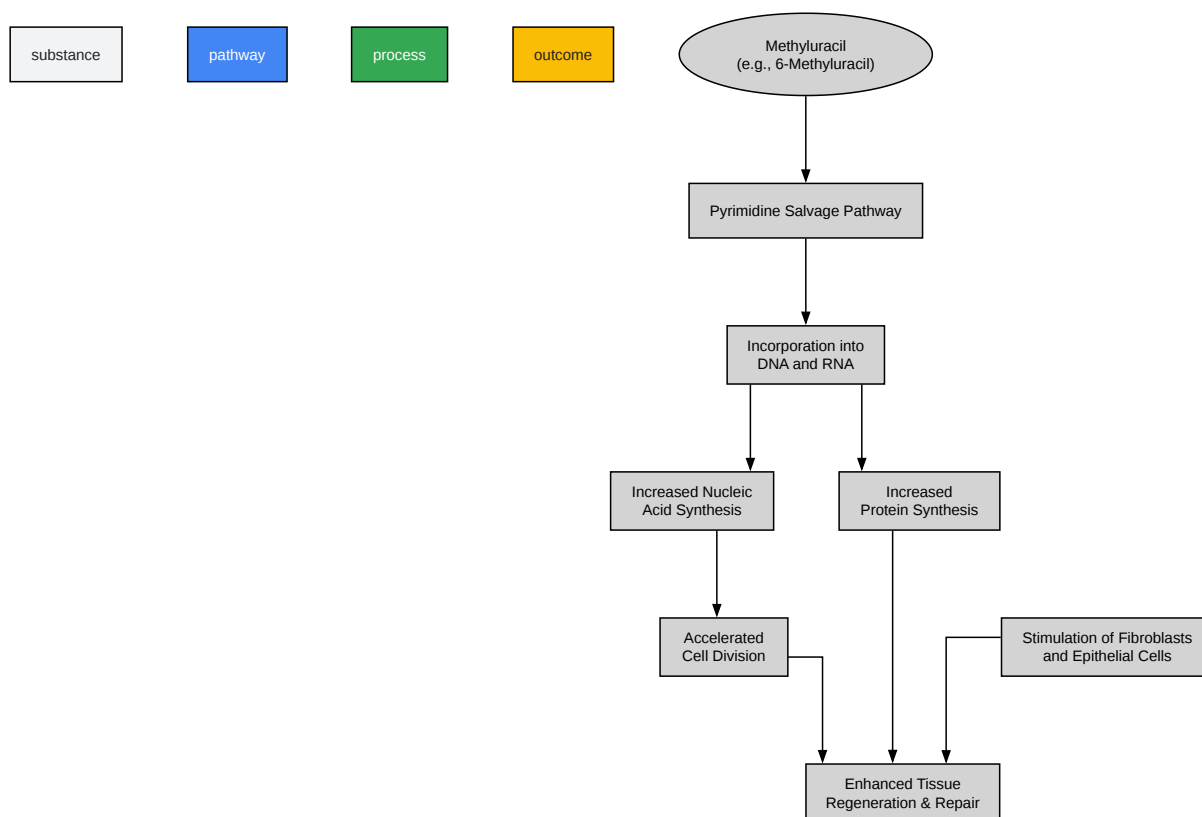 substance
pathway
process
outcome
Methyluracil
(e.g., 6-Methyluracil)
Pyrimidine Salvage Pathway
Incorporation into
DNA and RNA
Increased Nucleic
Acid Synthesis
Increased
Protein Synthesis
Accelerated
Cell Division
Stimulation of Fibroblasts
and Epithelial Cells
Enhanced Tissue
Regeneration & Repair